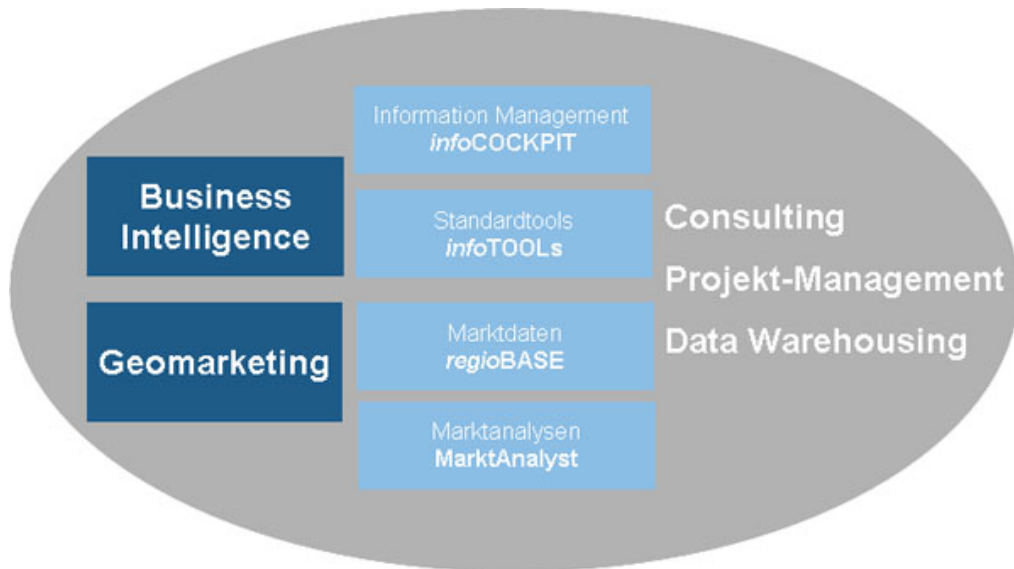 Business
Intelligence
Geomarketing
Information Management
infoCOCKPIT
Standardtools
infoTOOLs
Marktdaten
regioBASE
Marktanalysen
MarktAnalyst
Consulting
Projekt-Management
Data Warehousing